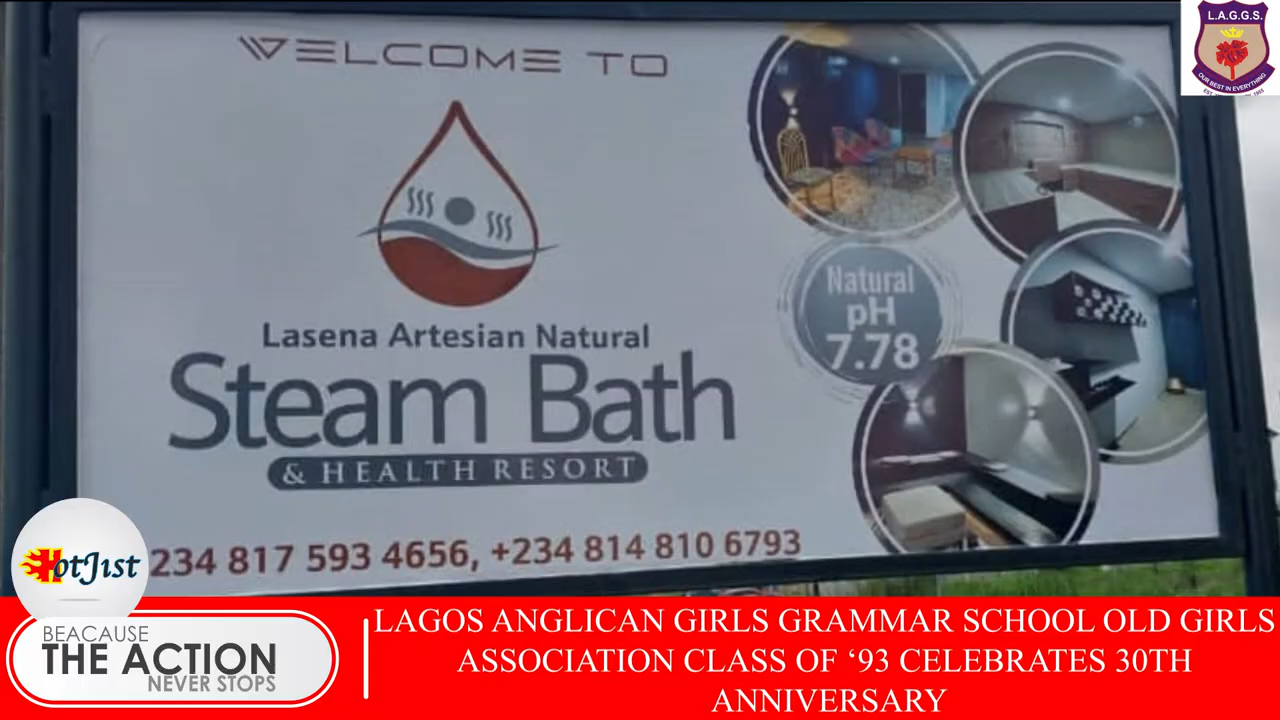 WELCOME TO
Lasena Artesian Natural
Steam Bath
& HEALTH RESORT
234 817 593 4656, +234 814 810 6793
Natural
pH
7.78
L.A.G.G.S.
OUR BEST IN EVERYTHING
HotJist
BEACAUSE
THE ACTION
NEVER STOPS
LAGOS ANGLICAN GIRLS GRAMMAR SCHOOL OLD GIRLS
ASSOCIATION CLASS OF ‘93 CELEBRATES 30TH
ANNIVERSARY